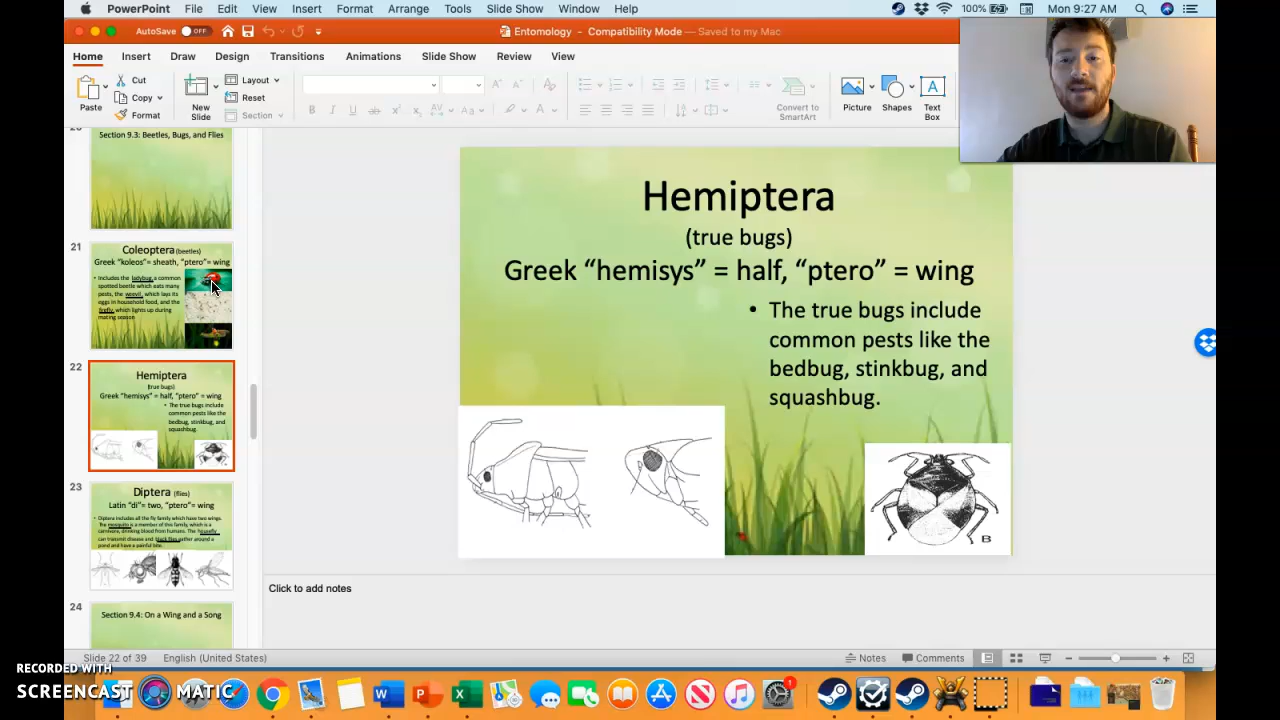 PowerPoint File Edit View Insert Format Arrange Tools Slide Show Window Help 100% Mon 9:27 AM
AutoSave OFF Entomology - Compatibility Mode — Saved to my Mac
Home Insert Draw Design Transitions Animations Slide Show Review View
Paste
Cut
Copy
Format
New Slide
Layout
Reset
Section
Convert to SmartArt
Picture
Shapes
Text Box
Section 9.3: Beetles, Bugs, and Flies
21
Coleoptera (beetles)
Greek "koleos"= sheath, "ptero"= wing
• Includes the ladybug, a common
spotted beetle which eats many
pests, the weevil, which lays its
eggs in household food, and the
firefly, which lights up during
mating season
22
Hemiptera
(true bugs)
Greek "hemisys" = half, "ptero" = wing
• The true bugs include
common pests like the
bedbug, stinkbug, and
squashbug.
23
Diptera (flies)
Latin "di"= two, "ptero"= wing
• Diptera includes all the fly family which have two wings.
The mosquito is a member of this family, which is a
carnivore, drinking blood from humans. The housefly
can transmit disease and black flies gather around a
pond and have a painful bite.
24
Section 9.4: On a Wing and a Song
Hemiptera
(true bugs)
Greek "hemisys" = half, "ptero" = wing
• The true bugs include
common pests like the
bedbug, stinkbug, and
squashbug.
B
Click to add notes
Slide 22 of 39 English (United States) Notes Comments
RECORDED WITH
SCREENCAST MATIC